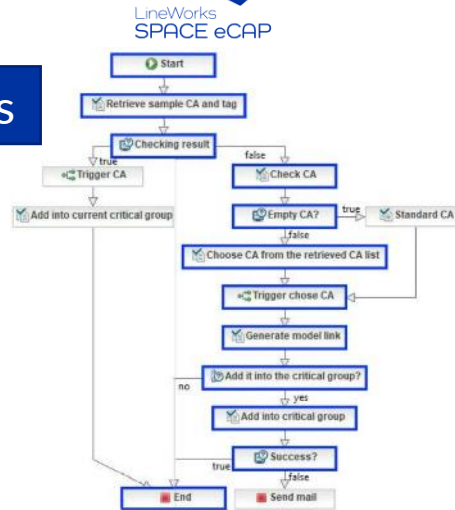 LineWorks
SPACE eCAP
s
Start
Retrieve sample CA and tag
Checking result
true
false
Trigger CA
Check CA
Add into current critical group
Empty CA?
true
Standard CA
false
Choose CA from the retrieved CA list
Trigger chose CA
Generate model link
Add it into the critical group?
no
yes
Add into critical group
Success?
true
false
End
Send mail